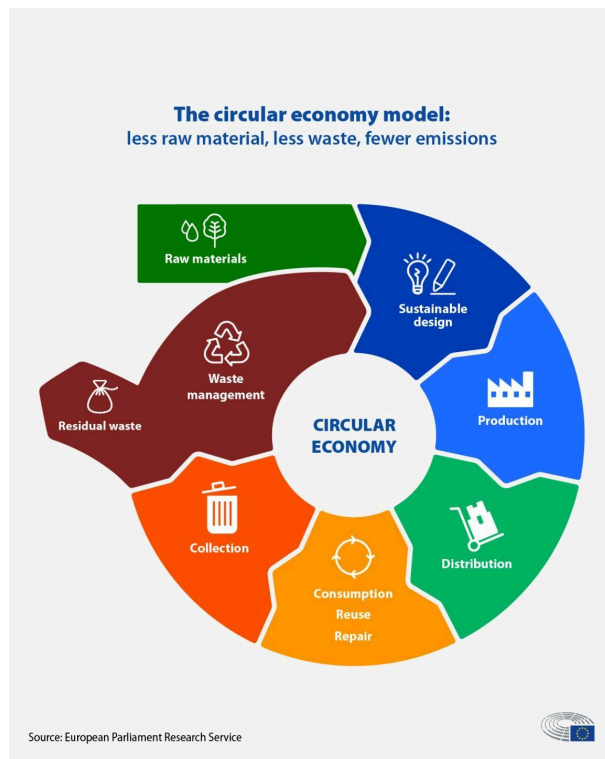 The circular economy model:
less raw material, less waste, fewer emissions
Raw materials
Sustainable
design
Production
Distribution
Consumption
Reuse
Repair
Collection
Waste
management
Residual waste
CIRCULAR
ECONOMY
Source: European Parliament Research Service